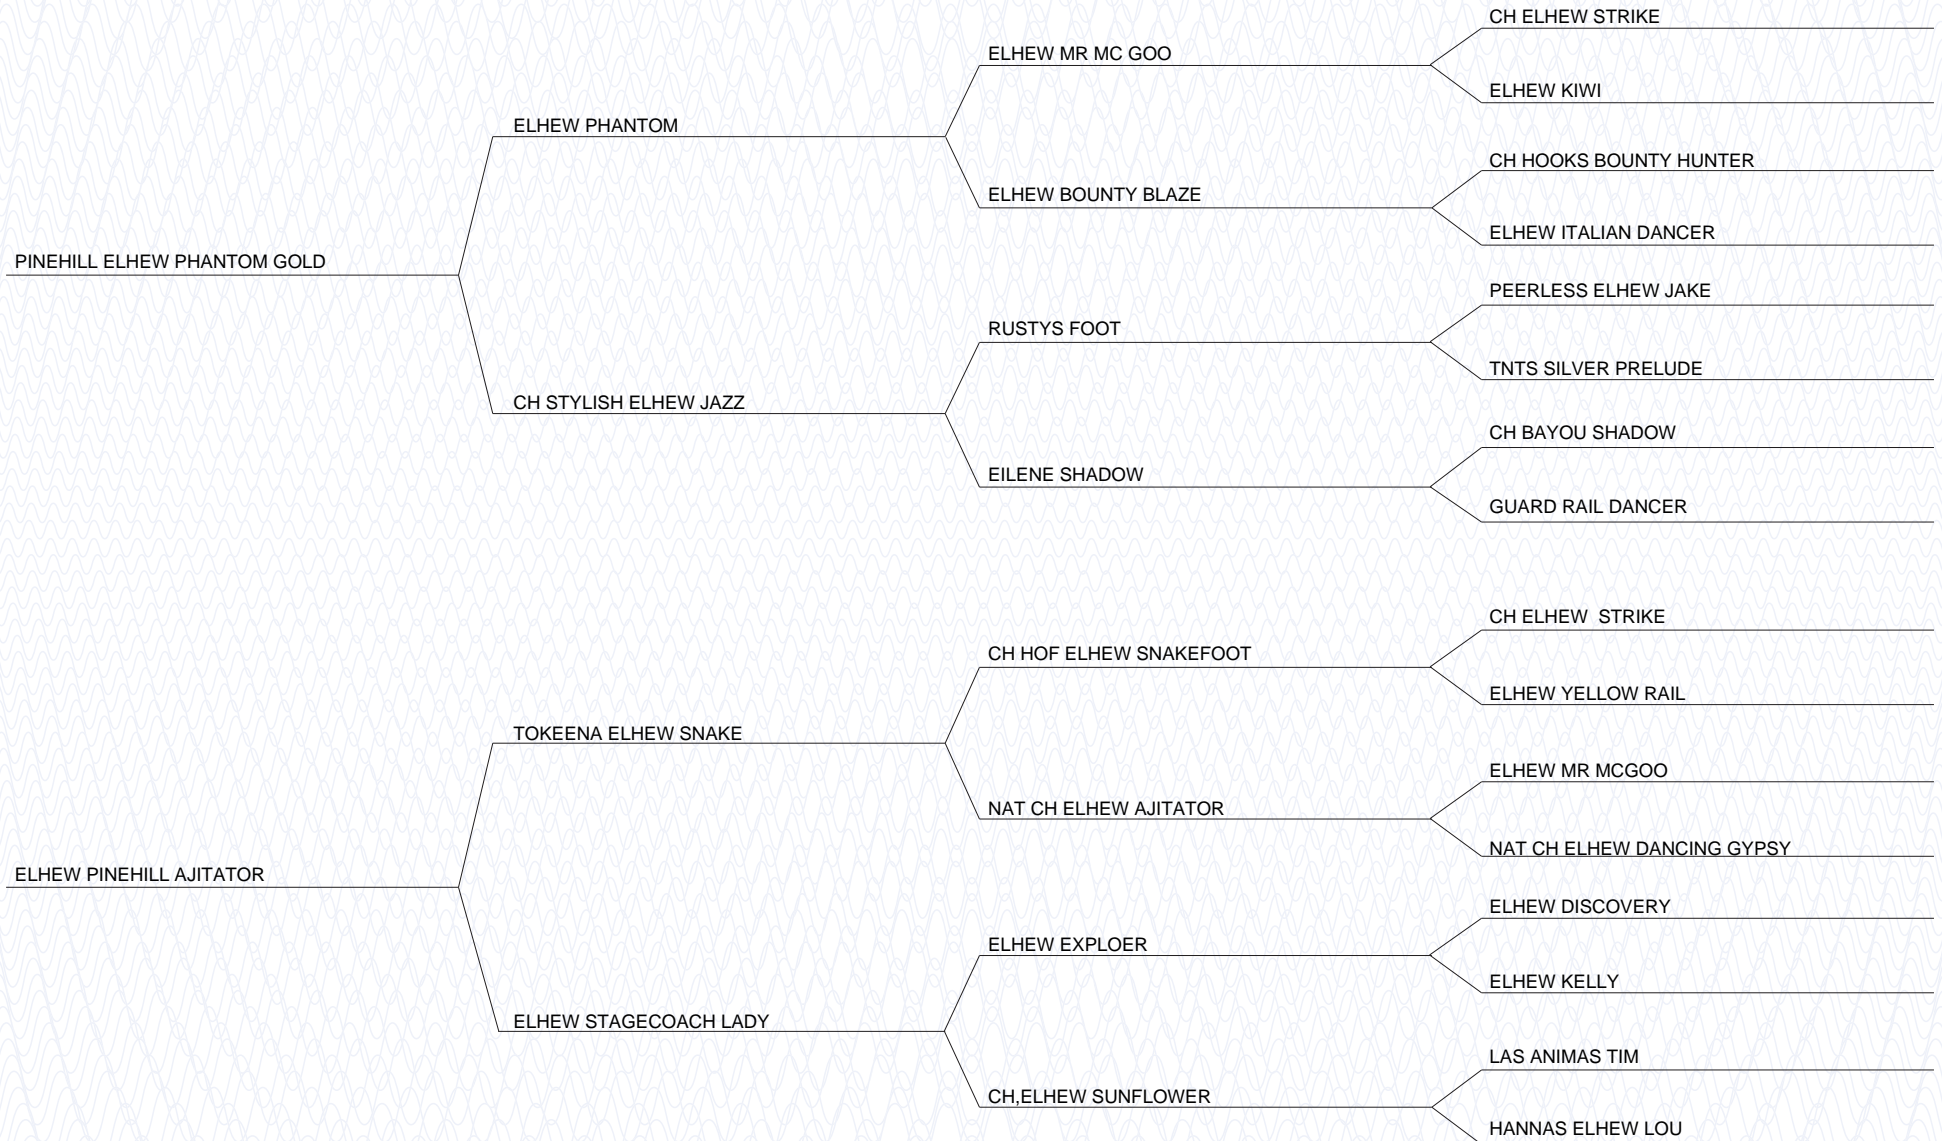 CH ELHEW STRIKE
ELHEW MR MC GOO
ELHEW KIWI
ELHEW PHANTOM
CH HOOKS BOUNTY HUNTER
ELHEW BOUNTY BLAZE
ELHEW ITALIAN DANCER
PINEHILL ELHEW PHANTOM GOLD
PEERLESS ELHEW JAKE
RUSTYS FOOT
TNTS SILVER PRELUDE
CH STYLISH ELHEW JAZZ
CH BAYOU SHADOW
EILENE SHADOW
GUARD RAIL DANCER
CH ELHEW  STRIKE
CH HOF ELHEW SNAKEFOOT
ELHEW YELLOW RAIL
TOKEENA ELHEW SNAKE
ELHEW MR MCGOO
NAT CH ELHEW AJITATOR
NAT CH ELHEW DANCING GYPSY
ELHEW PINEHILL AJITATOR
ELHEW DISCOVERY
ELHEW EXPLOER
ELHEW KELLY
ELHEW STAGECOACH LADY
LAS ANIMAS TIM
CH,ELHEW SUNFLOWER
HANNAS ELHEW LOU